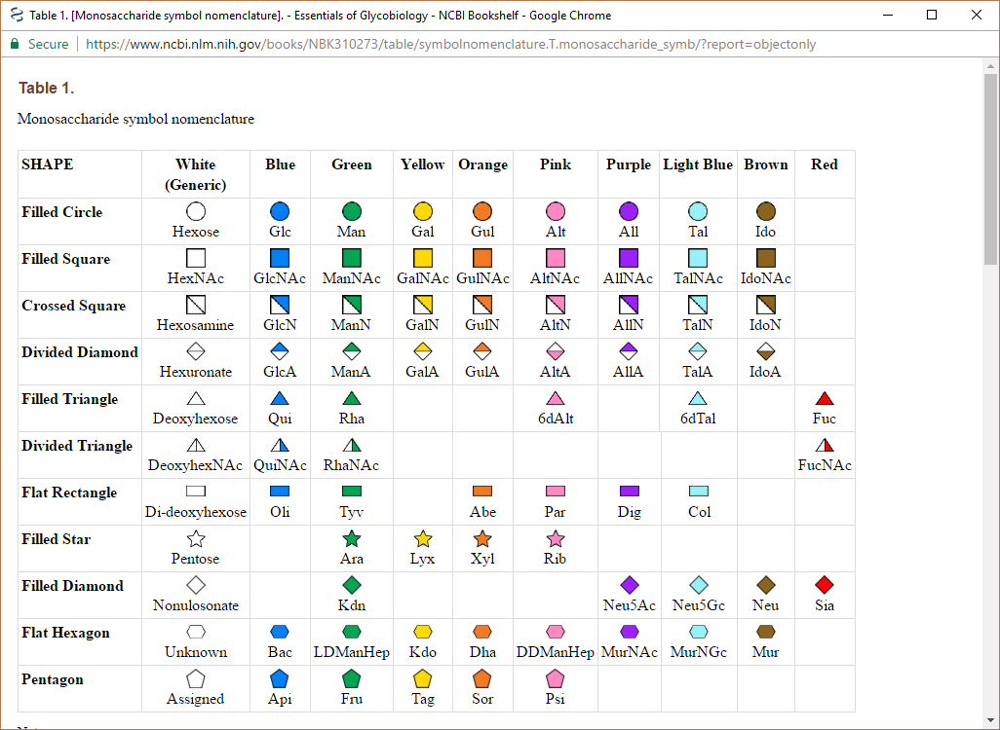 Table 1. [Monosaccharide symbol nomenclature]. - Essentials of Glycobiology - NCBI Bookshelf - Google Chrome
Secure | https://www.ncbi.nlm.nih.gov/books/NBK310273/table/symbolnomenclature.T.monosaccharide_symb/?report=objectonly
Table 1.
Monosaccharide symbol nomenclature
SHAPE White Blue Green Yellow Orange Pink Purple Light Blue Brown Red
(Generic)
Filled Circle
Hexose Glc Man Gal Gul Alt All Tal Ido
Filled Square
HexNAc GlcNAc ManNAc GalNAc GulNAc AltNAc AllNAc TalNAc IdoNAc
Crossed Square
Hexosamine GlcN ManN GalN GulN AltN AllN TalN IdoN
Divided Diamond
Hexuronate GlcA ManA GalA GulA AltA AllA TalA IdoA
Filled Triangle
Deoxyhexose Qui Rha 6dAlt 6dTal Fuc
Divided Triangle
DeoxyhexNAc QuiNAc RhaNAc FucNAc
Flat Rectangle
Di-deoxyhexose Oli Tyv Abe Par Dig Col
Filled Star
Pentose Ara Lyx Xyl Rib
Filled Diamond
Nonulosonate Kdn Neu5Ac Neu5Gc Neu Sia
Flat Hexagon
Unknown Bac LDManHep Kdo Dha DDManHep MurNAc MurNGc Mur
Pentagon
Assigned Api Fru Tag Sor Psi